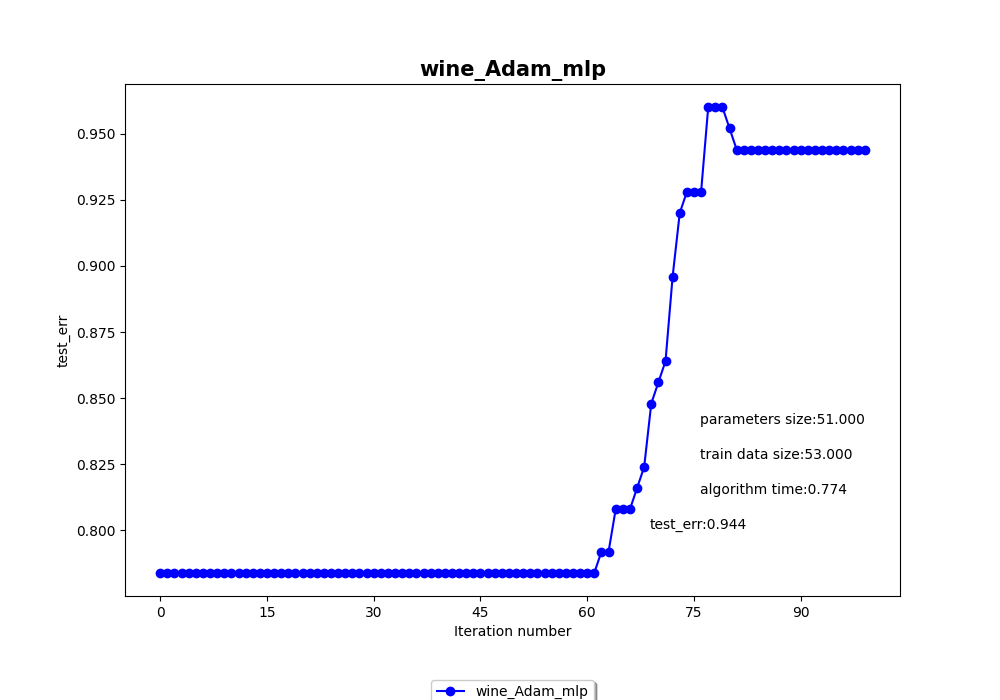 wine_Adam_mlp
0.950
0.925
0.900
0.875
0.850
0.825
0.800
test_err
parameters size:51.000
train data size:53.000
algorithm time:0.774
test_err:0.944
0 15 30 45 60 75 90
Iteration number
wine_Adam_mlp